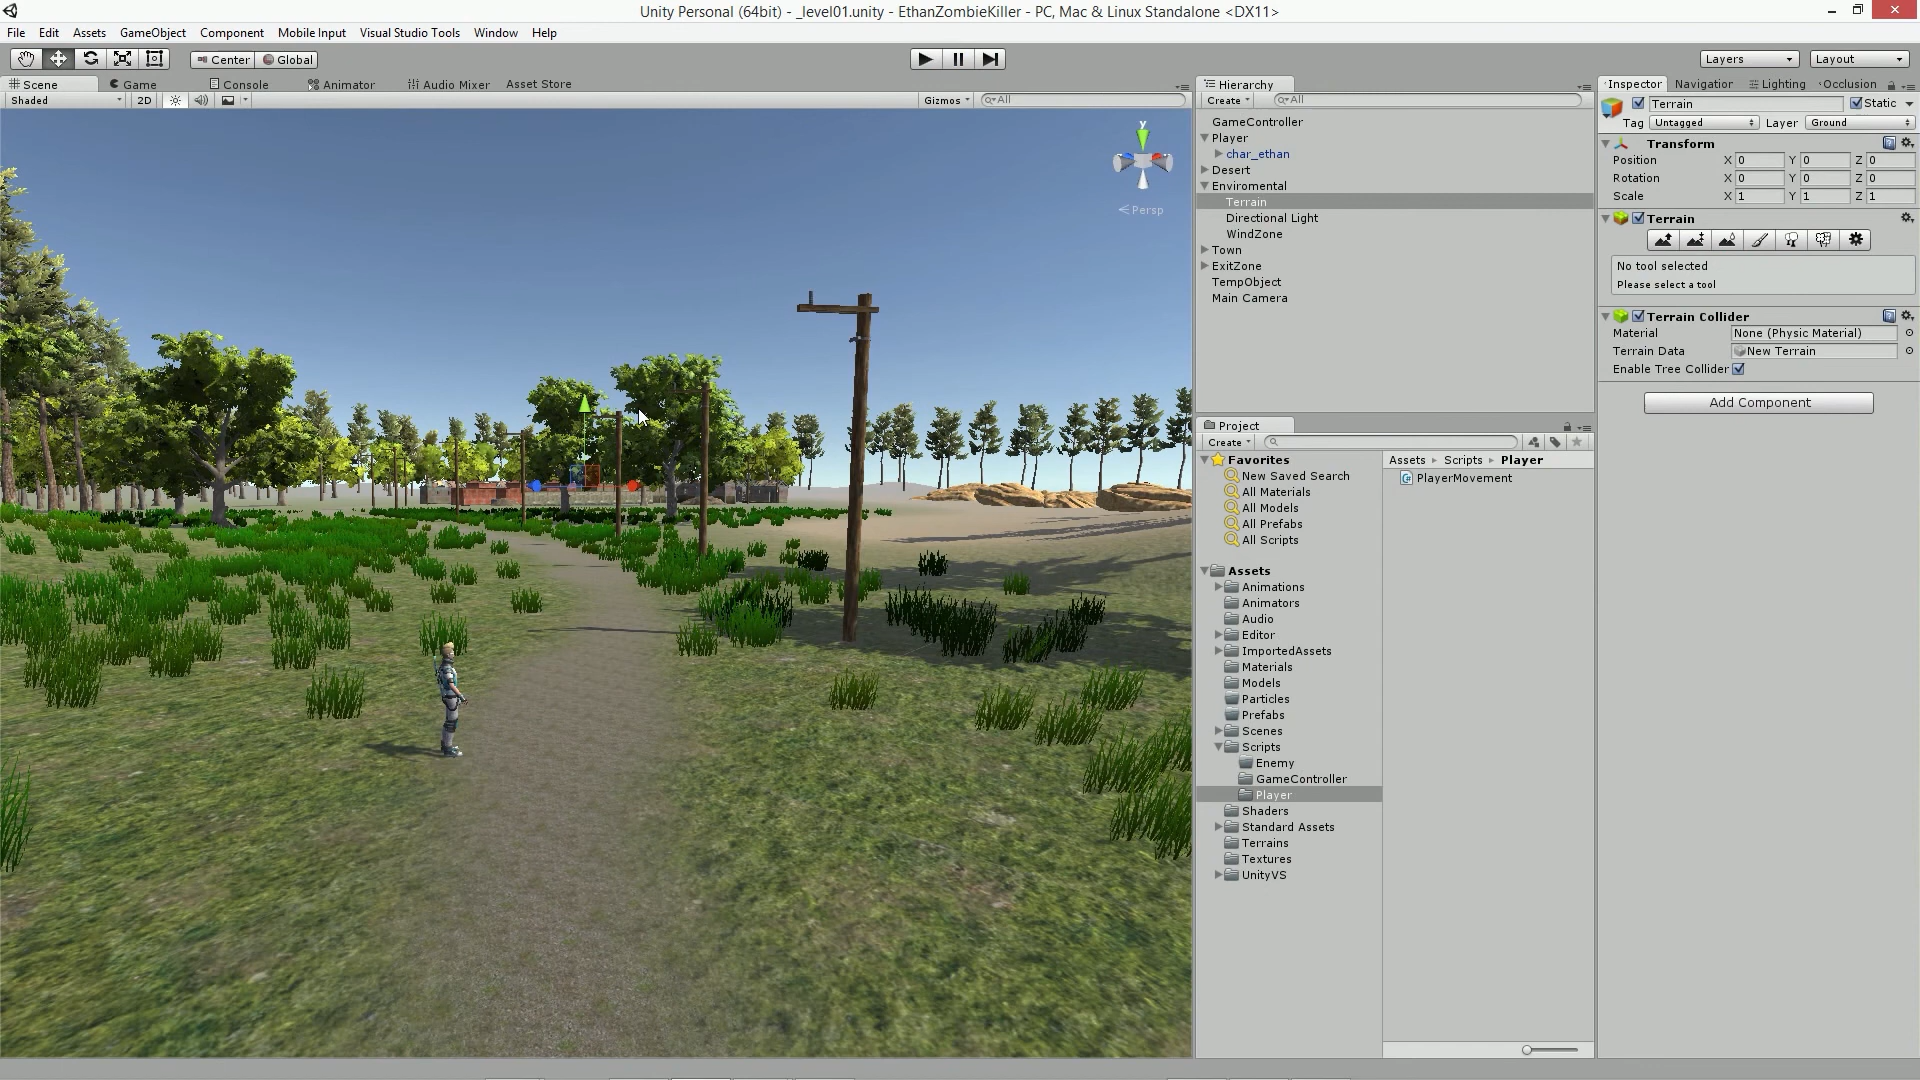 Unity Personal (64bit) - _level01.unity - EthanZombieKiller - PC, Mac & Linux Standalone <DX11>
File Edit Assets GameObject Component Mobile Input Visual Studio Tools Window Help
Center Global
Layers Layout
Scene Game Console Animator Audio Mixer Asset Store
Shaded 2D Gizmos All
Y
Persp
Hierarchy
Create All
GameController
Player
char_ethan
Desert
Enviromental
Terrain
Directional Light
WindZone
Town
ExitZone
TempObject
Main Camera
Project
Create
Favorites
New Saved Search
All Materials
All Models
All Prefabs
All Scripts
Assets
Animations
Animators
Audio
Editor
ImportedAssets
Materials
Models
Particles
Prefabs
Scenes
Scripts
Enemy
GameController
Player
Shaders
Standard Assets
Terrains
Textures
UnityVS
Assets Scripts Player
PlayerMovement
Inspector Navigation Lighting Occlusion
Terrain Static
Tag Untagged Layer Ground
Transform
Position X 0 Y 0 Z 0
Rotation X 0 Y 0 Z 0
Scale X 1 Y 1 Z 1
Terrain
No tool selected
Please select a tool
Terrain Collider
Material None (Physic Material)
Terrain Data New Terrain
Enable Tree Collider
Add Component